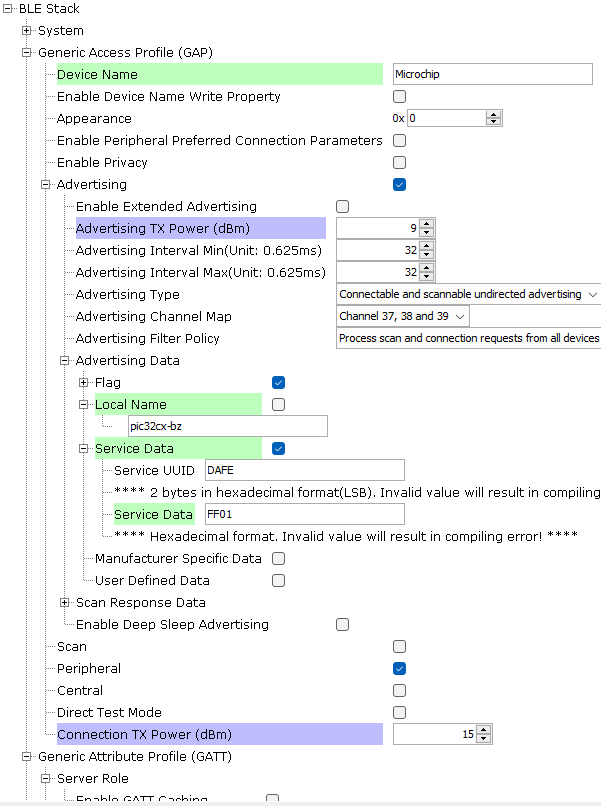 BLE Stack
System
Generic Access Profile (GAP)
Device Name Microchip
Enable Device Name Write Property
Appearance 0x 0
Enable Peripheral Preferred Connection Parameters
Enable Privacy
Advertising
Enable Extended Advertising
Advertising TX Power (dBm) 9
Advertising Interval Min(Unit: 0.625ms) 32
Advertising Interval Max(Unit: 0.625ms) 32
Advertising Type Connectable and scannable undirected advertising
Advertising Channel Map Channel 37, 38 and 39
Advertising Filter Policy Process scan and connection requests from all devices
Advertising Data
Flag
Local Name
pic32cx-bz
Service Data
Service UUID DAFE
**** 2 bytes in hexadecimal format(LSB). Invalid value will result in compiling
Service Data FF01
**** Hexadecimal format. Invalid value will result in compiling error! ****
Manufacturer Specific Data
User Defined Data
Scan Response Data
Enable Deep Sleep Advertising
Scan
Peripheral
Central
Direct Test Mode
Connection TX Power (dBm) 15
Generic Attribute Profile (GATT)
Server Role
Enable GATT Caching